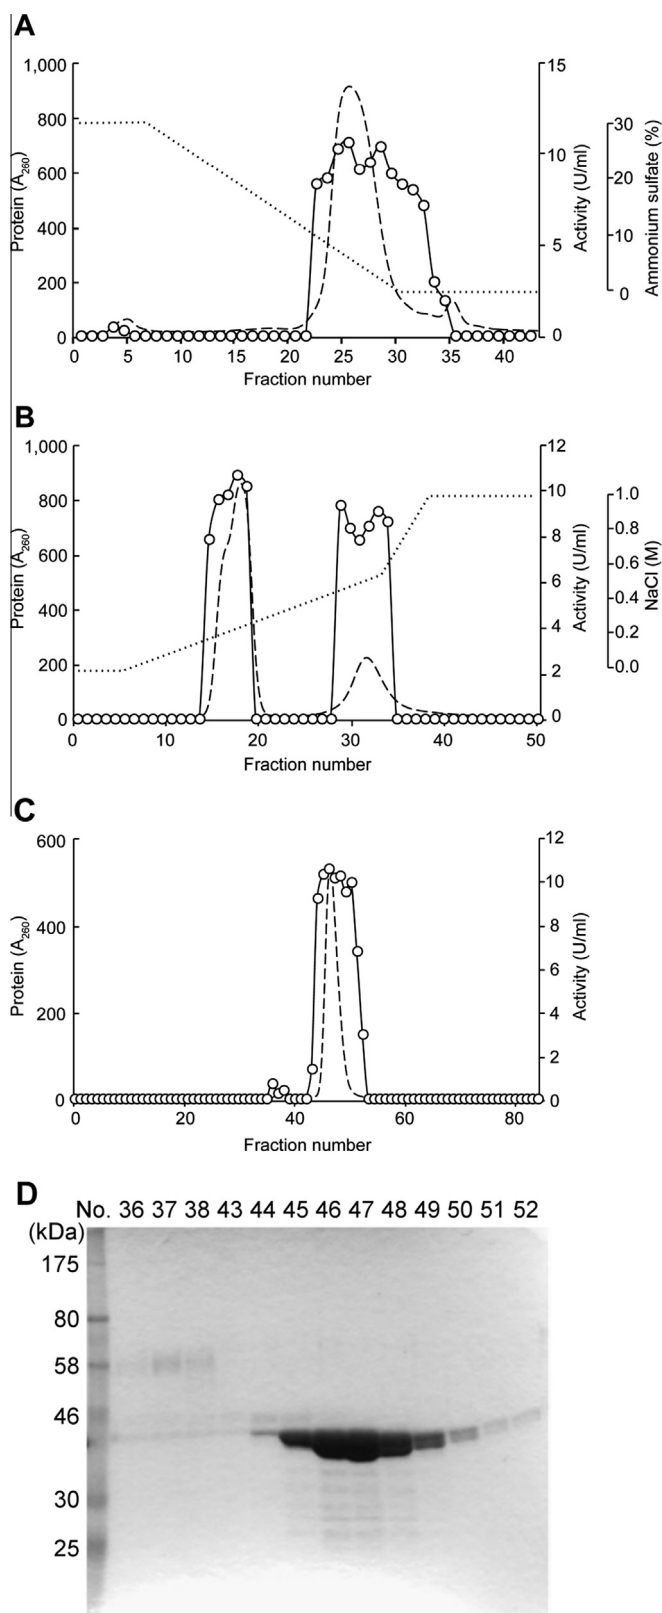 A
1,000
800
600
400
200
0
Protein (A260)
15
10
5
0
Activity (U/ml)
30
20
10
0
Ammonium sulfate (%)
0 5 10 15 20 25 30 35 40
Fraction number
B
1,000
800
600
400
200
0
Protein (A260)
12
10
8
6
4
2
0
Activity (U/ml)
1.0
0.8
0.6
0.4
0.2
0.0
NaCl (M)
0 10 20 30 40 50
Fraction number
C
600
400
200
0
Protein (A260)
12
10
8
6
4
2
0
Activity (U/ml)
0 20 40 60 80
Fraction number
D
No. 36 37 38 43 44 45 46 47 48 49 50 51 52
(kDa)
175
80
58
46
30
25